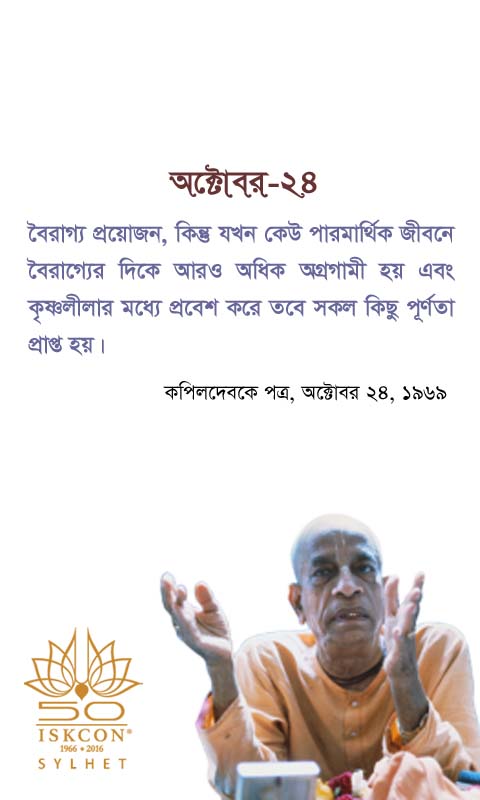 অক্টোবর-২৪
বৈরাগ্য প্রয়োজন, কিন্তু যখন কেউ পারমার্থিক জীবনে
বৈরাগ্যের দিকে আরও অধিক অগ্রগামী হয় এবং
কৃষ্ণলীলার মধ্যে প্রবেশ করে তবে সকল কিছু পূর্ণতা
প্রাপ্ত হয়।
কপিলদেবকে পত্র, অক্টোবর ২৪, ১৯৬৯
50
ISKCON®
1966 • 2016
SYLHET